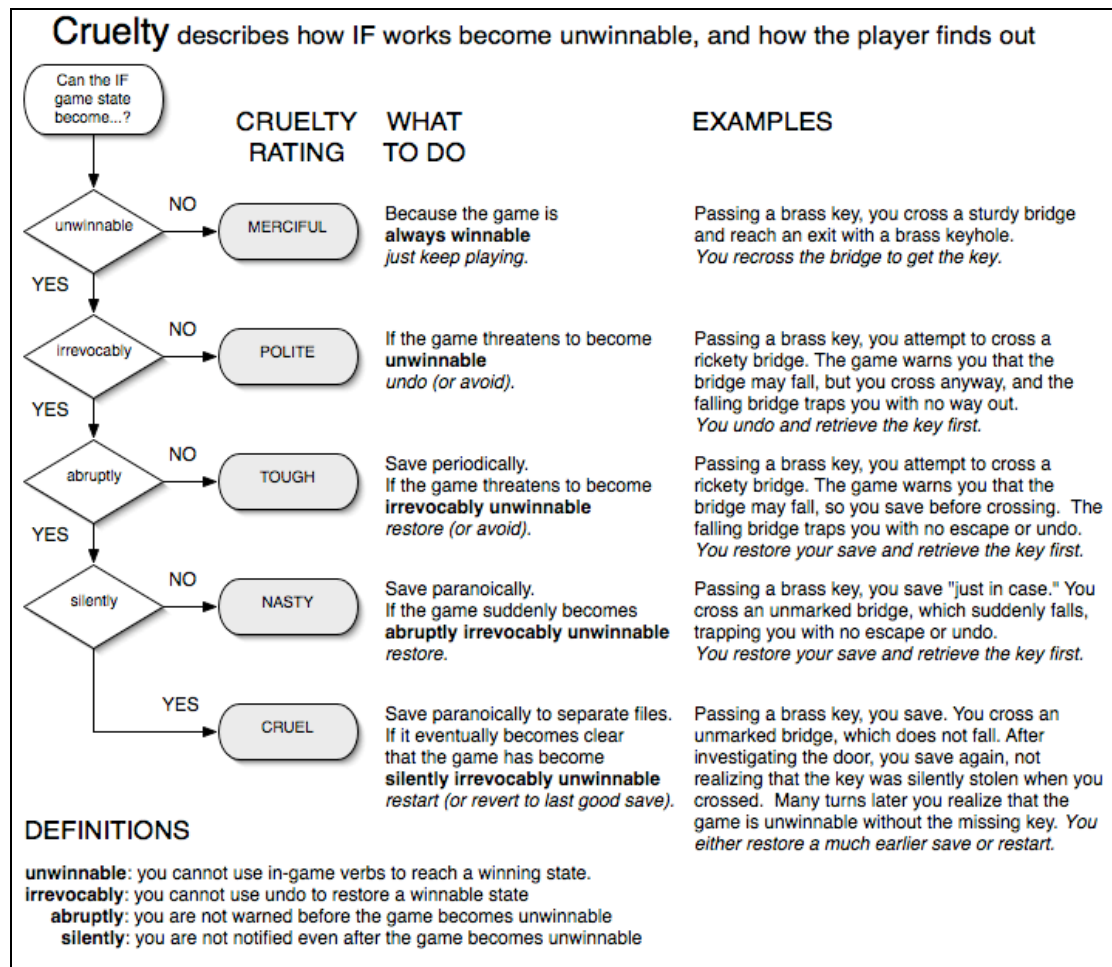 Cruelty describes how IF works become unwinnable, and how the player finds out
Can the IF
game state
become...?
CRUELTY
RATING
WHAT
TO DO
EXAMPLES
unwinnable
NO
MERCIFUL
Because the game is
always winnable
just keep playing.
Passing a brass key, you cross a sturdy bridge
and reach an exit with a brass keyhole.
You recross the bridge to get the key.
YES
irrevocably
NO
POLITE
If the game threatens to become
unwinnable
undo (or avoid).
Passing a brass key, you attempt to cross a
rickety bridge. The game warns you that the
bridge may fall, but you cross anyway, and the
falling bridge traps you with no way out.
You undo and retrieve the key first.
YES
abruptly
NO
TOUGH
Save periodically.
If the game threatens to become
irrevocably unwinnable
restore (or avoid).
Passing a brass key, you attempt to cross a
rickety bridge. The game warns you that the
bridge may fall, so you save before crossing. The
falling bridge traps you with no escape or undo.
You restore your save and retrieve the key first.
YES
silently
NO
NASTY
Save paranoically.
If the game suddenly becomes
abruptly irrevocably unwinnable
restore.
Passing a brass key, you save "just in case." You
cross an unmarked bridge, which suddenly falls,
trapping you with no escape or undo.
You restore your save and retrieve the key first.
YES
CRUEL
Save paranoically to separate files.
If it eventually becomes clear
that the game has become
silently irrevocably unwinnable
restart (or revert to last good save).
Passing a brass key, you save. You cross an
unmarked bridge, which does not fall. After
investigating the door, you save again, not
realizing that the key was silently stolen when you
crossed. Many turns later you realize that the
game is unwinnable without the missing key. You
either restore a much earlier save or restart.
DEFINITIONS
unwinnable: you cannot use in-game verbs to reach a winning state.
irrevocably: you cannot use undo to restore a winnable state
abruptly: you are not warned before the game becomes unwinnable
silently: you are not notified even after the game becomes unwinnable